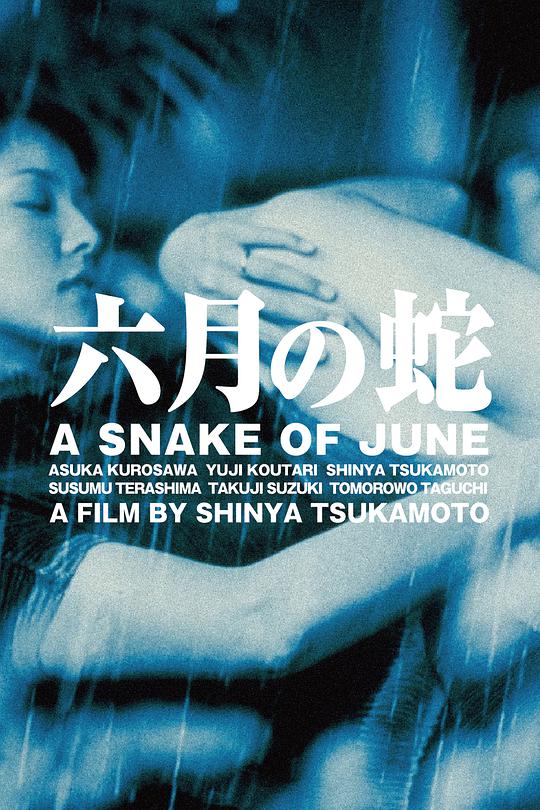 六月の蛇
A SNAKE OF JUNE
ASUKA KUROSAWA YUJI KOUTARI SHINYA TSUKAMOTO
SUSUMU TERASHIMA TAKUJI SUZUKI TOMOROWO TAGUCHI
A FILM BY SHINYA TSUKAMOTO